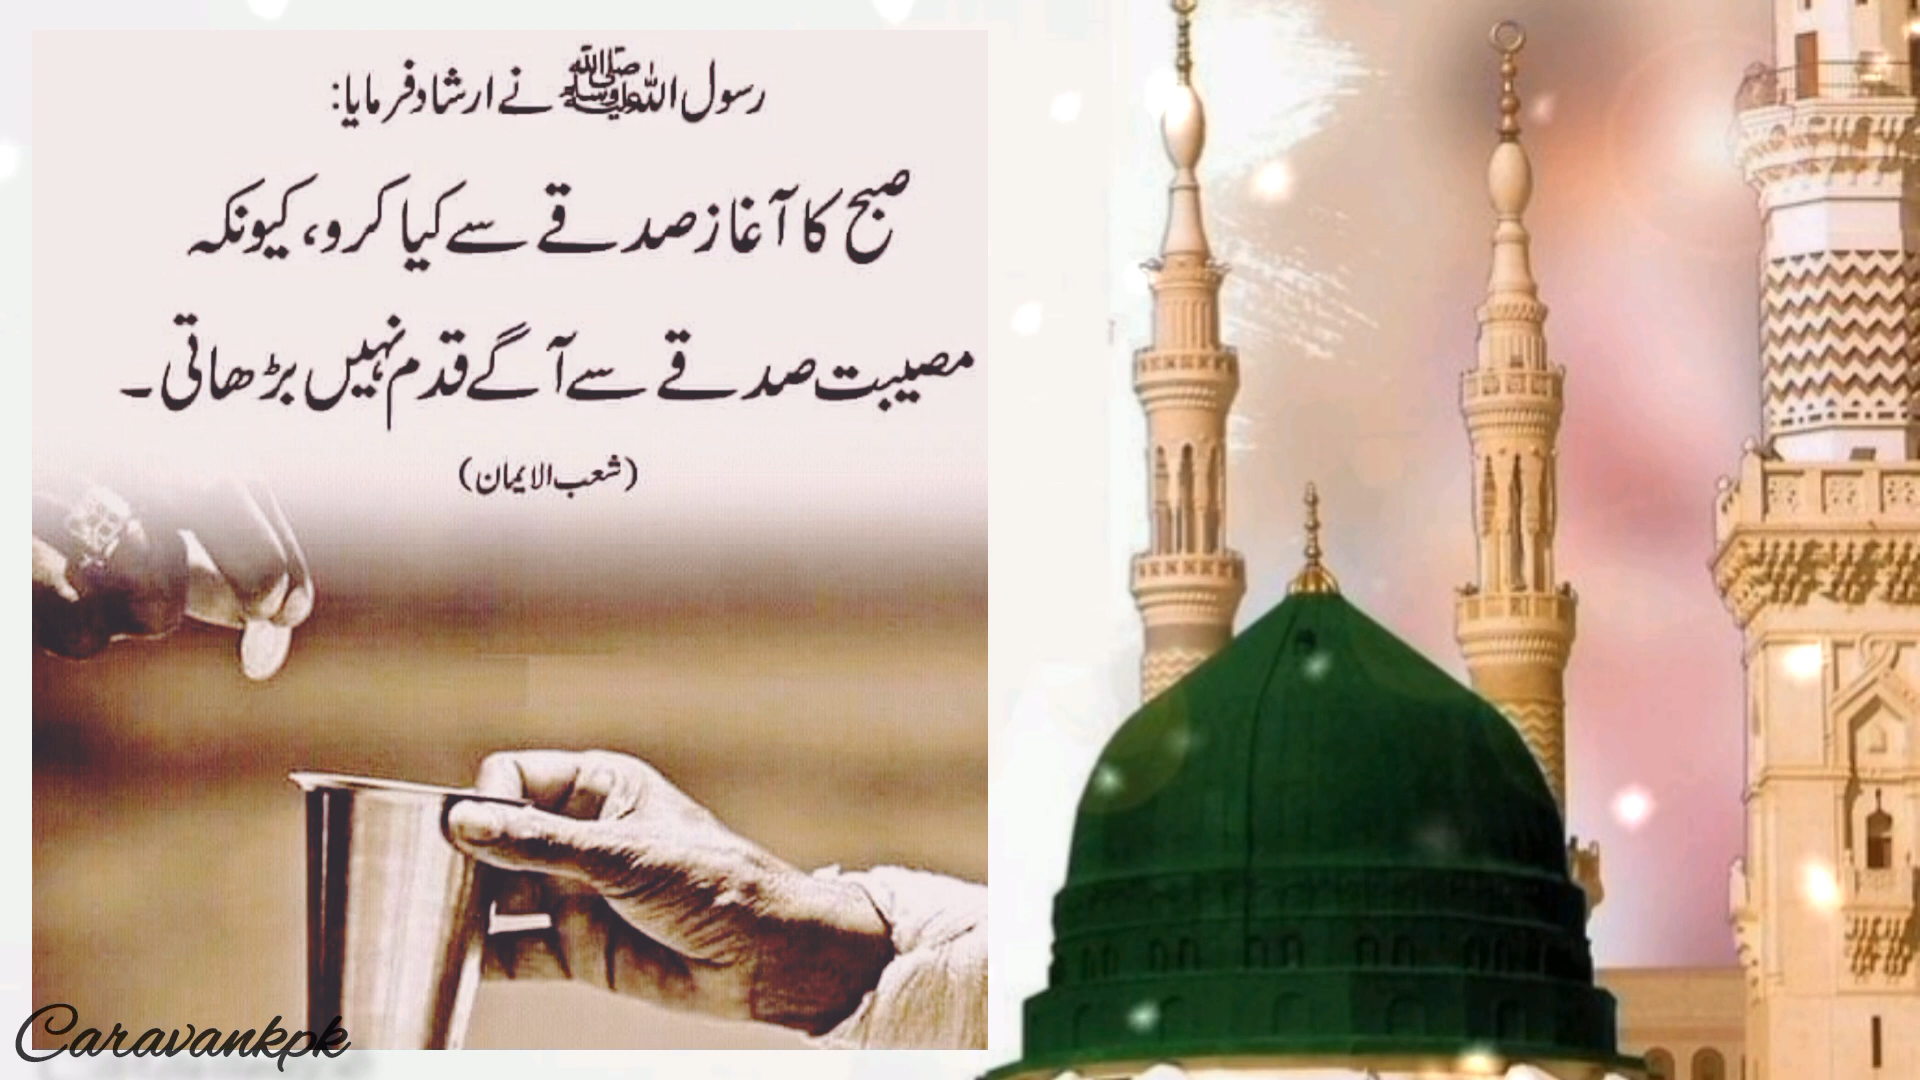 رسول اللہ ﷺ نے ارشاد فرمایا:
صبح کا آغاز صدقے سے کیا کرو، کیونکہ
مصیبت صدقے سے آگے قدم نہیں بڑھاتی۔
(شعب الایمان)
Caravankpk